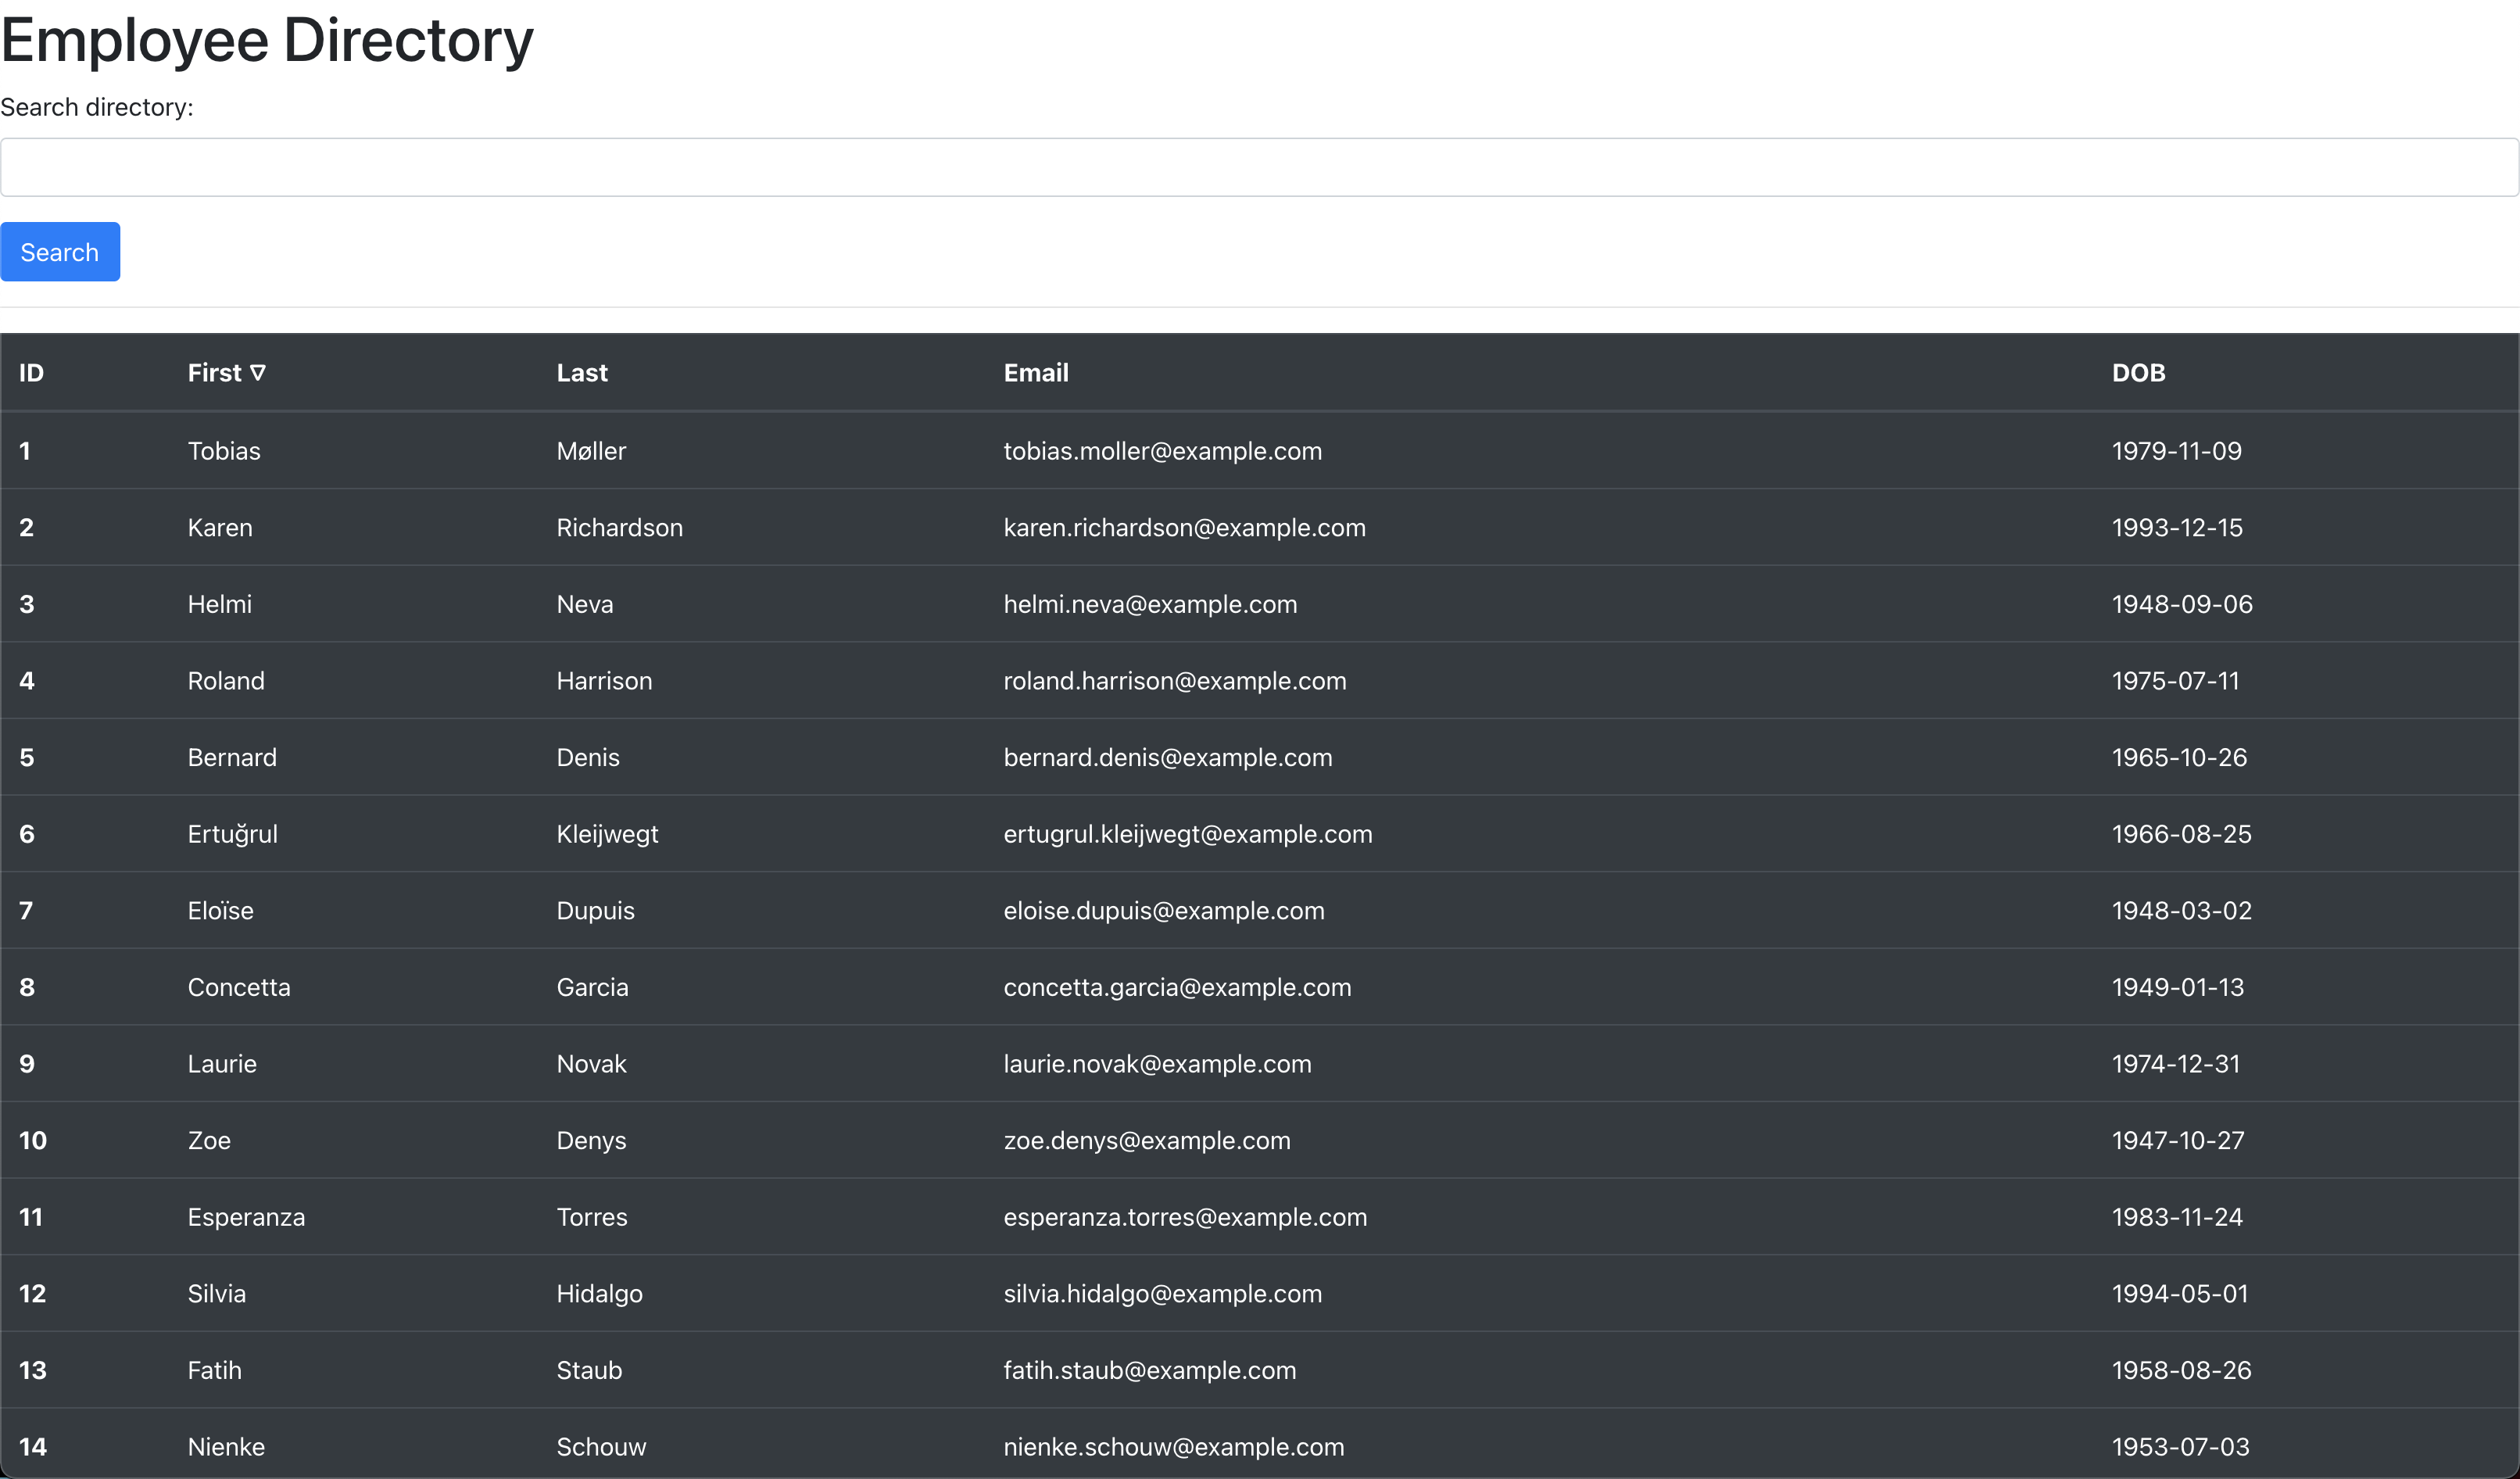 Employee Directory
Search directory:
Search
ID First ▽ Last Email DOB
1 Tobias Møller tobias.moller@example.com 1979-11-09
2 Karen Richardson karen.richardson@example.com 1993-12-15
3 Helmi Neva helmi.neva@example.com 1948-09-06
4 Roland Harrison roland.harrison@example.com 1975-07-11
5 Bernard Denis bernard.denis@example.com 1965-10-26
6 Ertuğrul Kleijwegt ertugrul.kleijwegt@example.com 1966-08-25
7 Eloïse Dupuis eloise.dupuis@example.com 1948-03-02
8 Concetta Garcia concetta.garcia@example.com 1949-01-13
9 Laurie Novak laurie.novak@example.com 1974-12-31
10 Zoe Denys zoe.denys@example.com 1947-10-27
11 Esperanza Torres esperanza.torres@example.com 1983-11-24
12 Silvia Hidalgo silvia.hidalgo@example.com 1994-05-01
13 Fatih Staub fatih.staub@example.com 1958-08-26
14 Nienke Schouw nienke.schouw@example.com 1953-07-03